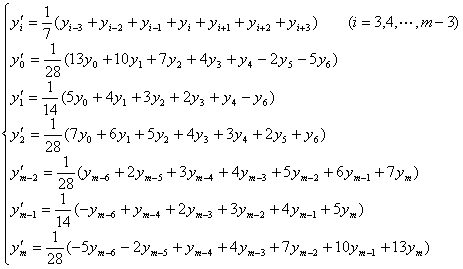 y′_i = 1/7 (y_{i−3} + y_{i−2} + y_{i−1} + y_i + y_{i+1} + y_{i+2} + y_{i+3})   (i = 3,4,⋯,m−3)
y′_0 = 1/28 (13y_0 + 10y_1 + 7y_2 + 4y_3 + y_4 − 2y_5 − 5y_6)
y′_1 = 1/14 (5y_0 + 4y_1 + 3y_2 + 2y_3 + y_4 − y_6)
y′_2 = 1/28 (7y_0 + 6y_1 + 5y_2 + 4y_3 + 3y_4 + 2y_5 + y_6)
y′_{m−2} = 1/28 (y_{m−6} + 2y_{m−5} + 3y_{m−4} + 4y_{m−3} + 5y_{m−2} + 6y_{m−1} + 7y_m)
y′_{m−1} = 1/14 (−y_{m−6} + y_{m−4} + 2y_{m−3} + 3y_{m−2} + 4y_{m−1} + 5y_m)
y′_m = 1/28 (−5y_{m−6} − 2y_{m−5} + y_{m−4} + 4y_{m−3} + 7y_{m−2} + 10y_{m−1} + 13y_m)